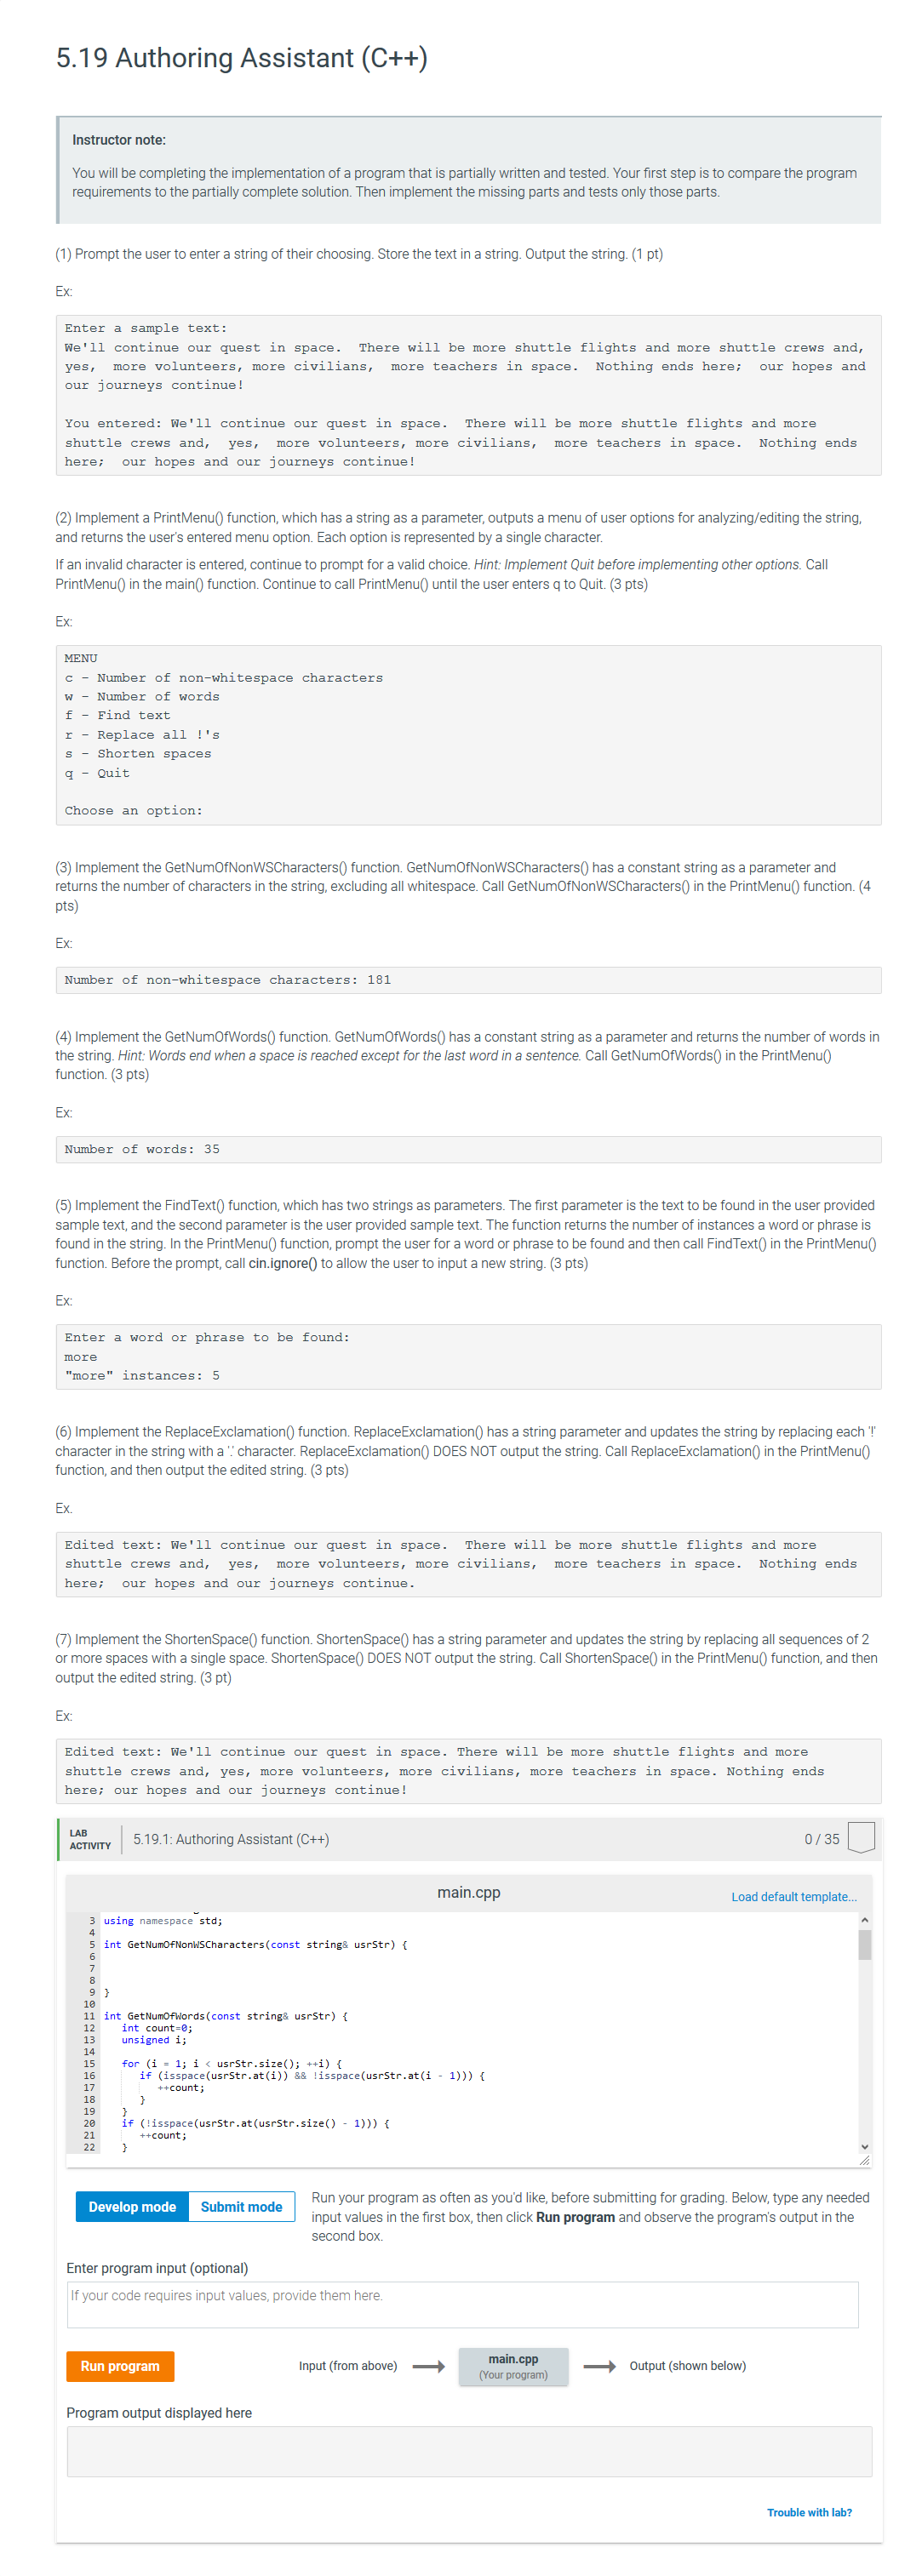 5.19 Authoring Assistant (C++)
Instructor note:
You will be completing the implementation of a program that is partially written and tested. Your first step is to compare the program
requirements to the partially complete solution. Then implement the missing parts and tests only those parts.
(1) Prompt the user to enter a string of their choosing. Store the text in a string. Output the string. (1 pt)
Ex:
Enter a sample text:
We'll continue our quest in space.  There will be more shuttle flights and more shuttle crews and,
yes,  more volunteers, more civilians,  more teachers in space.  Nothing ends here;  our hopes and
our journeys continue!
You entered: We'll continue our quest in space.  There will be more shuttle flights and more
shuttle crews and,  yes,  more volunteers, more civilians,  more teachers in space.  Nothing ends
here;  our hopes and our journeys continue!
(2) Implement a PrintMenu() function, which has a string as a parameter, outputs a menu of user options for analyzing/editing the string,
and returns the user's entered menu option. Each option is represented by a single character.
If an invalid character is entered, continue to prompt for a valid choice. Hint: Implement Quit before implementing other options. Call
PrintMenu() in the main() function. Continue to call PrintMenu() until the user enters q to Quit. (3 pts)
Ex:
MENU
c - Number of non-whitespace characters
w - Number of words
f - Find text
r - Replace all !'s
s - Shorten spaces
q - Quit
Choose an option:
(3) Implement the GetNumOfNonWSCharacters() function. GetNumOfNonWSCharacters() has a constant string as a parameter and
returns the number of characters in the string, excluding all whitespace. Call GetNumOfNonWSCharacters() in the PrintMenu() function. (4
pts)
Ex:
Number of non-whitespace characters: 181
(4) Implement the GetNumOfWords() function. GetNumOfWords() has a constant string as a parameter and returns the number of words in
the string. Hint: Words end when a space is reached except for the last word in a sentence. Call GetNumOfWords() in the PrintMenu()
function. (3 pts)
Ex:
Number of words: 35
(5) Implement the FindText() function, which has two strings as parameters. The first parameter is the text to be found in the user provided
sample text, and the second parameter is the user provided sample text. The function returns the number of instances a word or phrase is
found in the string. In the PrintMenu() function, prompt the user for a word or phrase to be found and then call FindText() in the PrintMenu()
function. Before the prompt, call cin.ignore() to allow the user to input a new string. (3 pts)
Ex:
Enter a word or phrase to be found:
more
"more" instances: 5
(6) Implement the ReplaceExclamation() function. ReplaceExclamation() has a string parameter and updates the string by replacing each '!'
character in the string with a '.' character. ReplaceExclamation() DOES NOT output the string. Call ReplaceExclamation() in the PrintMenu()
function, and then output the edited string. (3 pts)
Ex.
Edited text: We'll continue our quest in space.  There will be more shuttle flights and more
shuttle crews and,  yes,  more volunteers, more civilians,  more teachers in space.  Nothing ends
here;  our hopes and our journeys continue.
(7) Implement the ShortenSpace() function. ShortenSpace() has a string parameter and updates the string by replacing all sequences of 2
or more spaces with a single space. ShortenSpace() DOES NOT output the string. Call ShortenSpace() in the PrintMenu() function, and then
output the edited string. (3 pt)
Ex:
Edited text: We'll continue our quest in space. There will be more shuttle flights and more
shuttle crews and, yes, more volunteers, more civilians, more teachers in space. Nothing ends
here; our hopes and our journeys continue!
LAB
ACTIVITY
5.19.1: Authoring Assistant (C++)
0 / 35
main.cpp
Load default template...
3 using namespace std;
4
5 int GetNumOfNonWSCharacters(const string& usrStr) {
6
7
8
9 }
10
11 int GetNumOfWords(const string& usrStr) {
12    int count=0;
13    unsigned i;
14
15    for (i = 1; i < usrStr.size(); ++i) {
16       if (isspace(usrStr.at(i)) && !isspace(usrStr.at(i - 1))) {
17          ++count;
18       }
19    }
20    if (!isspace(usrStr.at(usrStr.size() - 1))) {
21       ++count;
22    }
Develop mode
Submit mode
Run your program as often as you'd like, before submitting for grading. Below, type any needed
input values in the first box, then click Run program and observe the program's output in the
second box.
Enter program input (optional)
If your code requires input values, provide them here.
Run program
Input (from above)
main.cpp
(Your program)
Output (shown below)
Program output displayed here
Trouble with lab?